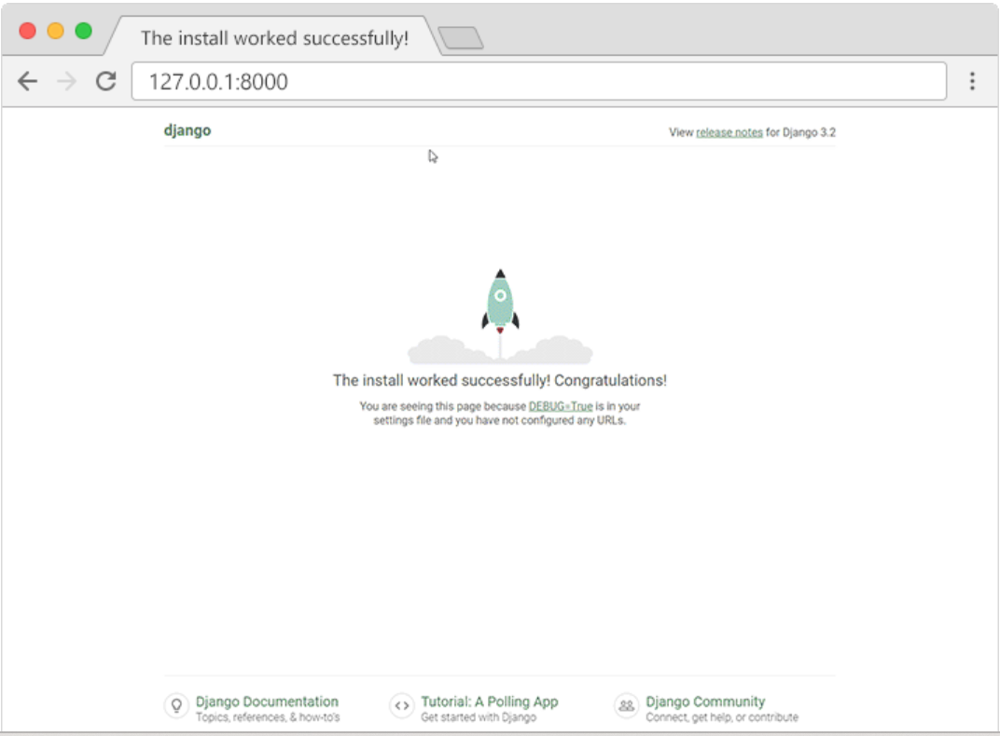 The install worked successfully!
127.0.0.1:8000
django
View release notes for Django 3.2
The install worked successfully! Congratulations!
You are seeing this page because DEBUG=True is in your
settings file and you have not configured any URLs.
Django Documentation
Topics, references, & how-to's
Tutorial: A Polling App
Get started with Django
Django Community
Connect, get help, or contribute